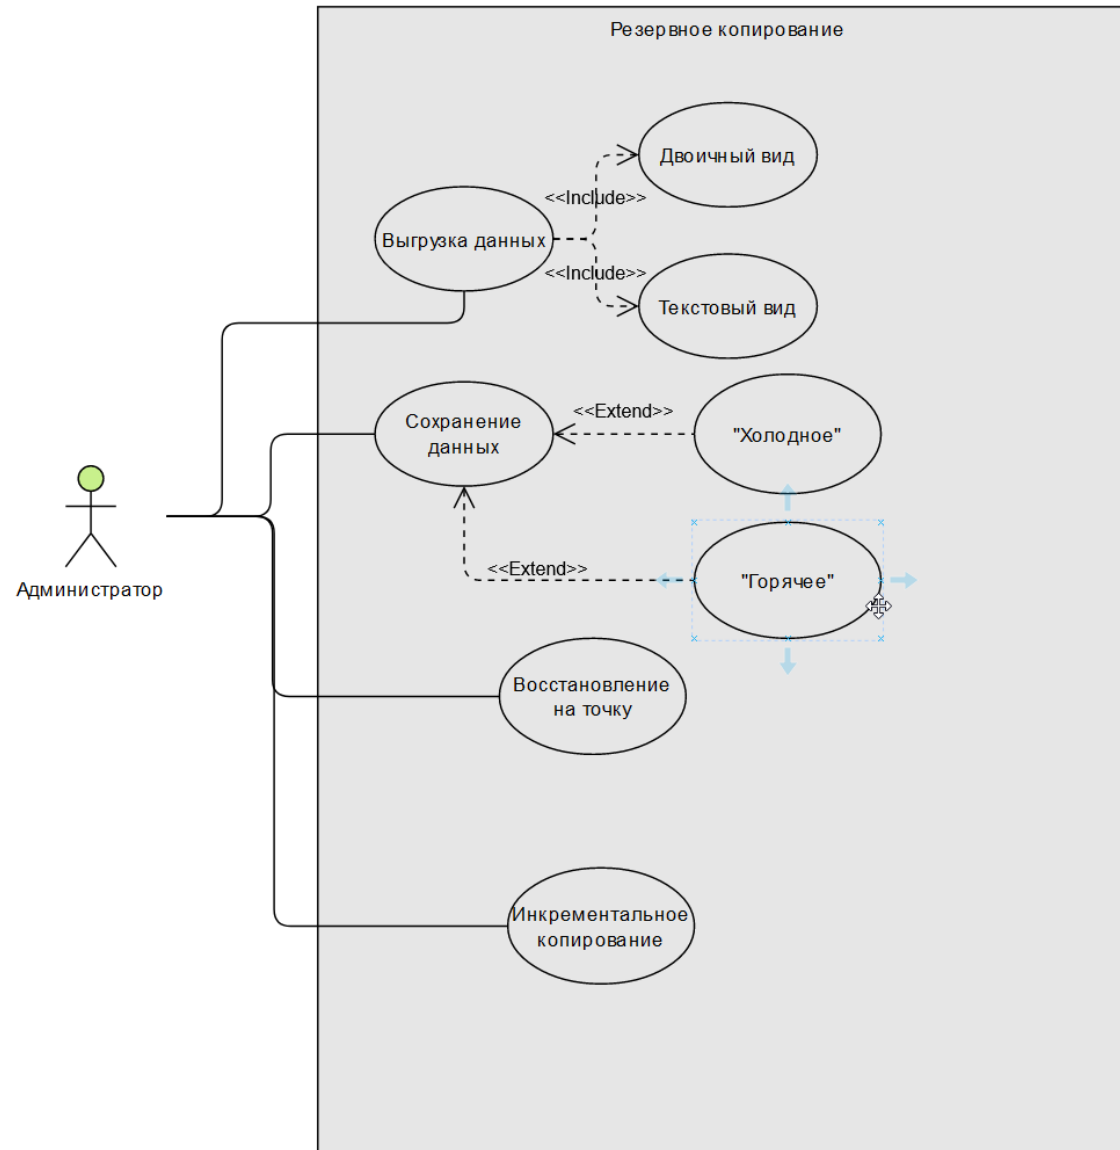 Резервное копирование
Двоичный вид
<<Include>>
Выгрузка данных
<<Include>>
Текстовый вид
Сохранение
данных
<<Extend>>
"Холодное"
<<Extend>>
"Горячее"
Администратор
Восстановление
на точку
Инкрементальное
копирование